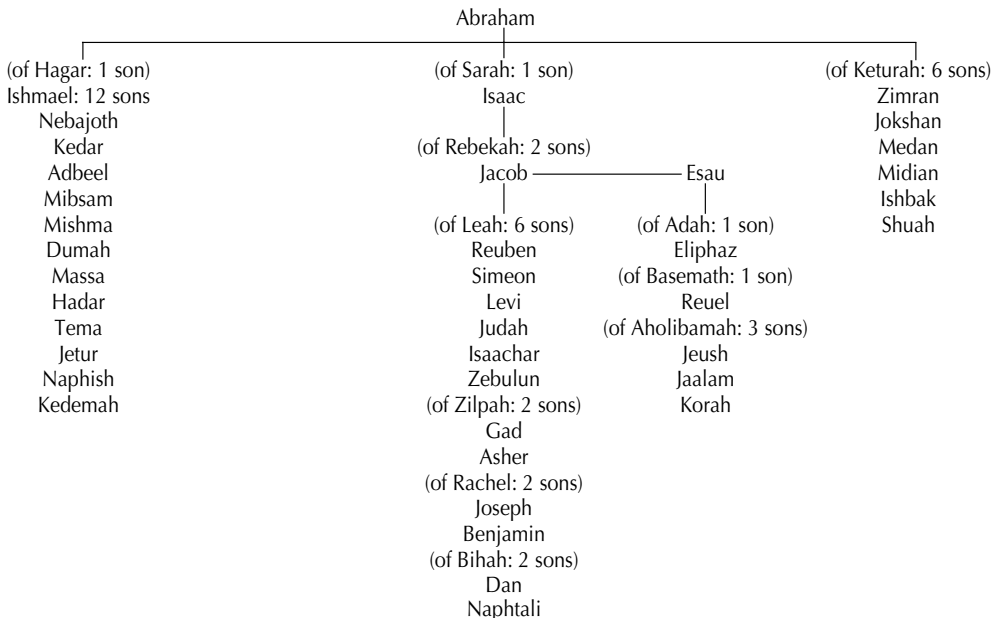 Abraham
(of Hagar: 1 son)
Ishmael: 12 sons
Nebajoth
Kedar
Adbeel
Mibsam
Mishma
Dumah
Massa
Hadar
Tema
Jetur
Naphish
Kedemah
(of Sarah: 1 son)
Isaac
(of Rebekah: 2 sons)
Jacob
(of Leah: 6 sons)
Reuben
Simeon
Levi
Judah
Isaachar
Zebulun
(of Zilpah: 2 sons)
Gad
Asher
(of Rachel: 2 sons)
Joseph
Benjamin
(of Bihah: 2 sons)
Dan
Naphtali
Esau
(of Adah: 1 son)
Eliphaz
(of Basemath: 1 son)
Reuel
(of Aholibamah: 3 sons)
Jeush
Jaalam
Korah
(of Keturah: 6 sons)
Zimran
Jokshan
Medan
Midian
Ishbak
Shuah